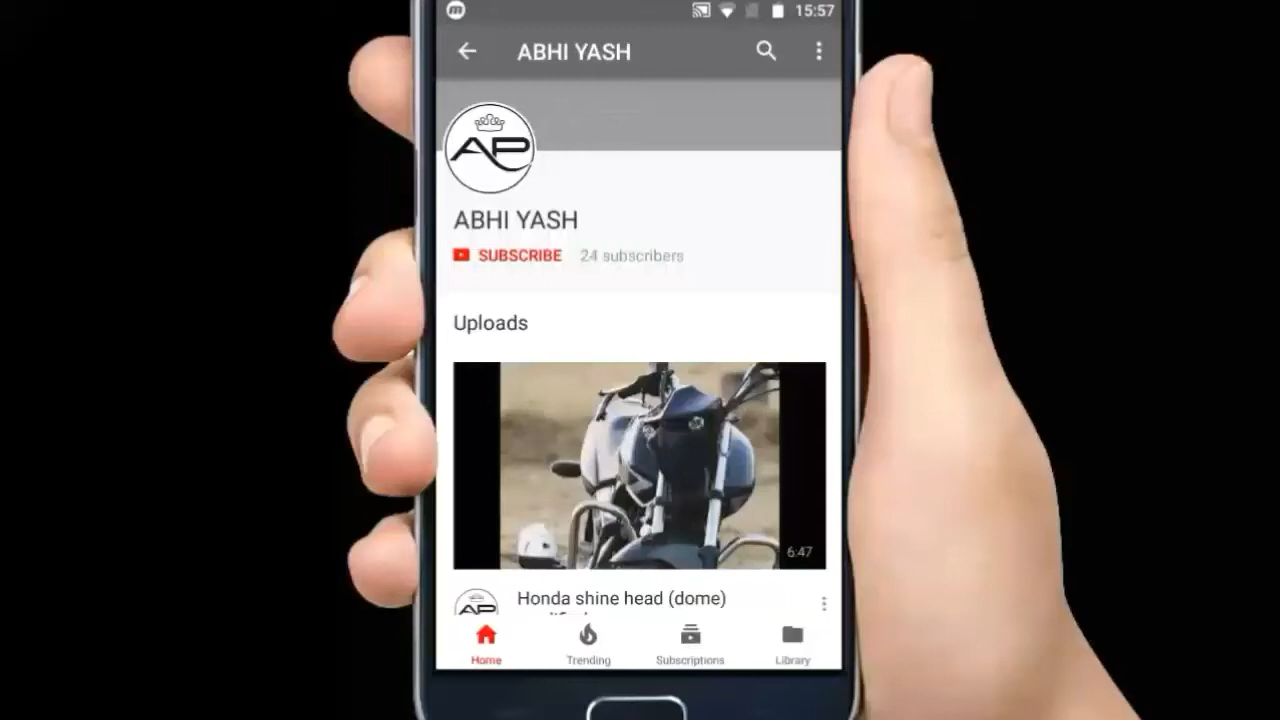 15:57
ABHI YASH
AP
ABHI YASH
SUBSCRIBE 24 subscribers
Uploads
6:47
AP
Honda shine head (dome)
Home Trending Subscriptions Library